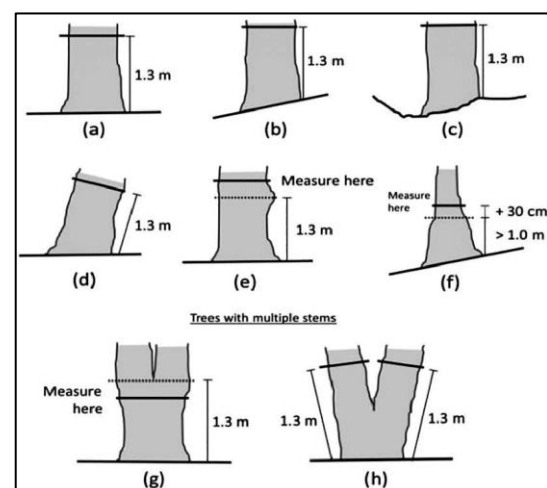 1.3 m
(a)
1.3 m
(b)
1.3 m
(c)
1.3 m
(d)
Measure here
1.3 m
(e)
Measure
here
+ 30 cm
> 1.0 m
(f)
Trees with multiple stems
Measure
here
1.3 m
(g)
1.3 m
1.3 m
(h)